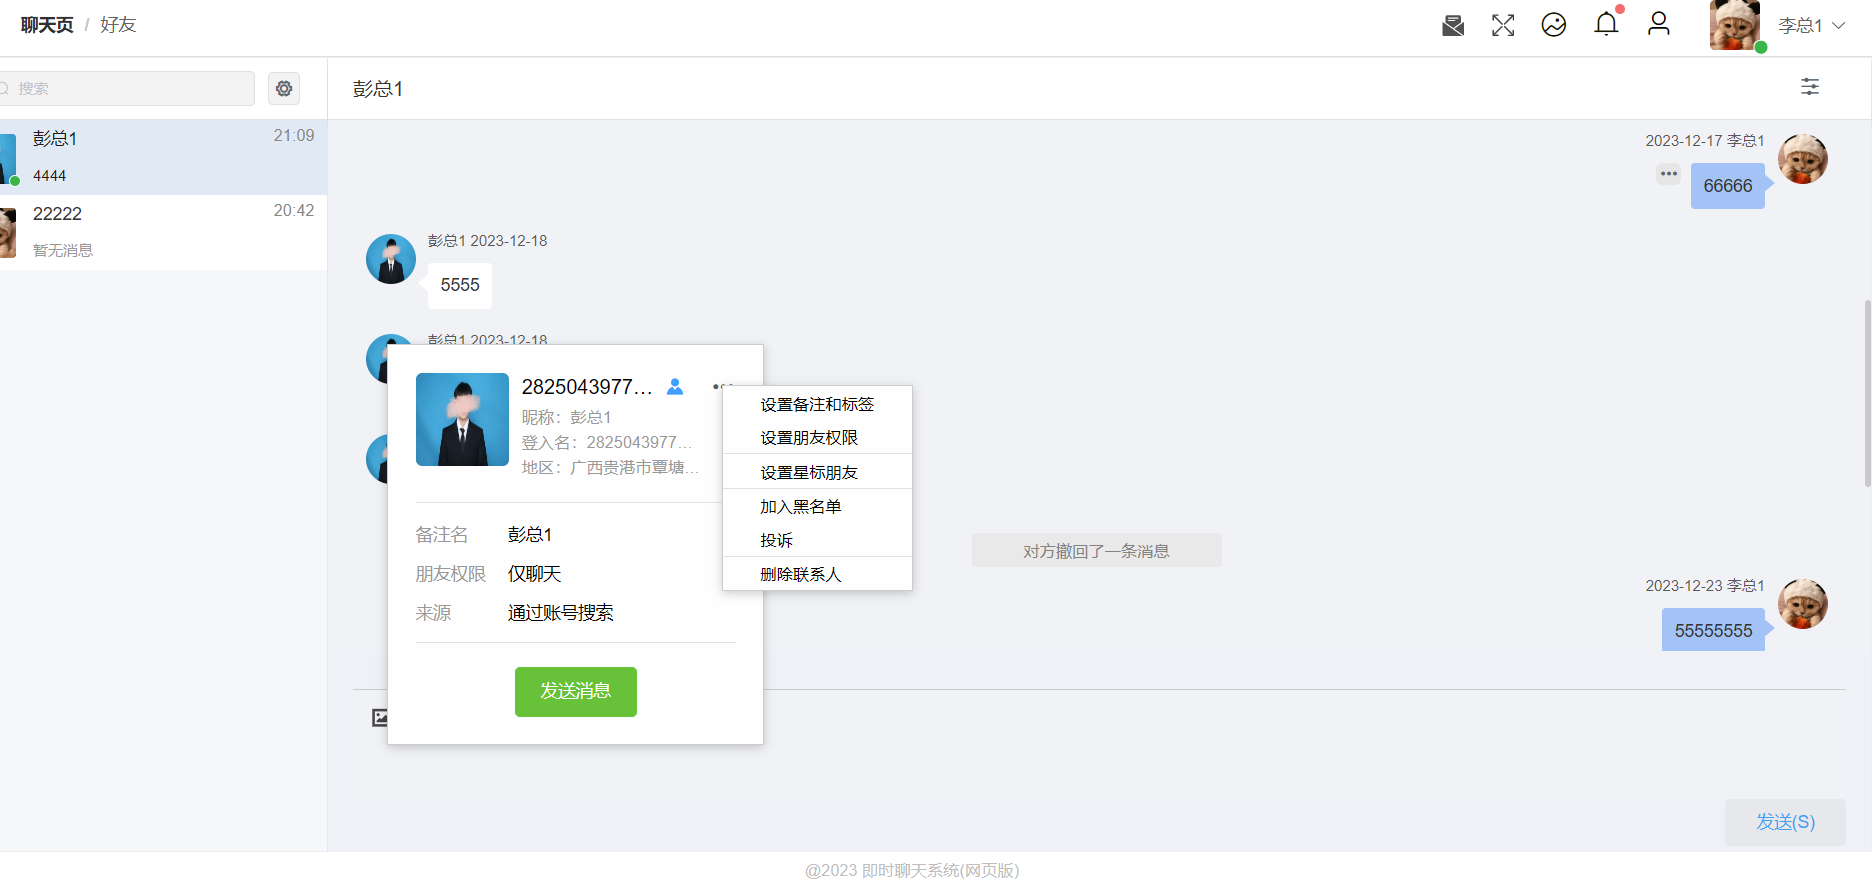 聊天页 / 好友
李总1
搜索
彭总1
21:09
4444
22222
20:42
暂无消息
彭总1
2023-12-17 李总1
66666
彭总1 2023-12-18
5555
彭总1 2023-12-18
2825043977...
昵称：彭总1
登入名：2825043977...
地区：广西贵港市覃塘...
备注名 彭总1
朋友权限 仅聊天
来源 通过账号搜索
发送消息
设置备注和标签
设置朋友权限
设置星标朋友
加入黑名单
投诉
删除联系人
对方撤回了一条消息
2023-12-23 李总1
55555555
发送(S)
@2023 即时聊天系统(网页版)